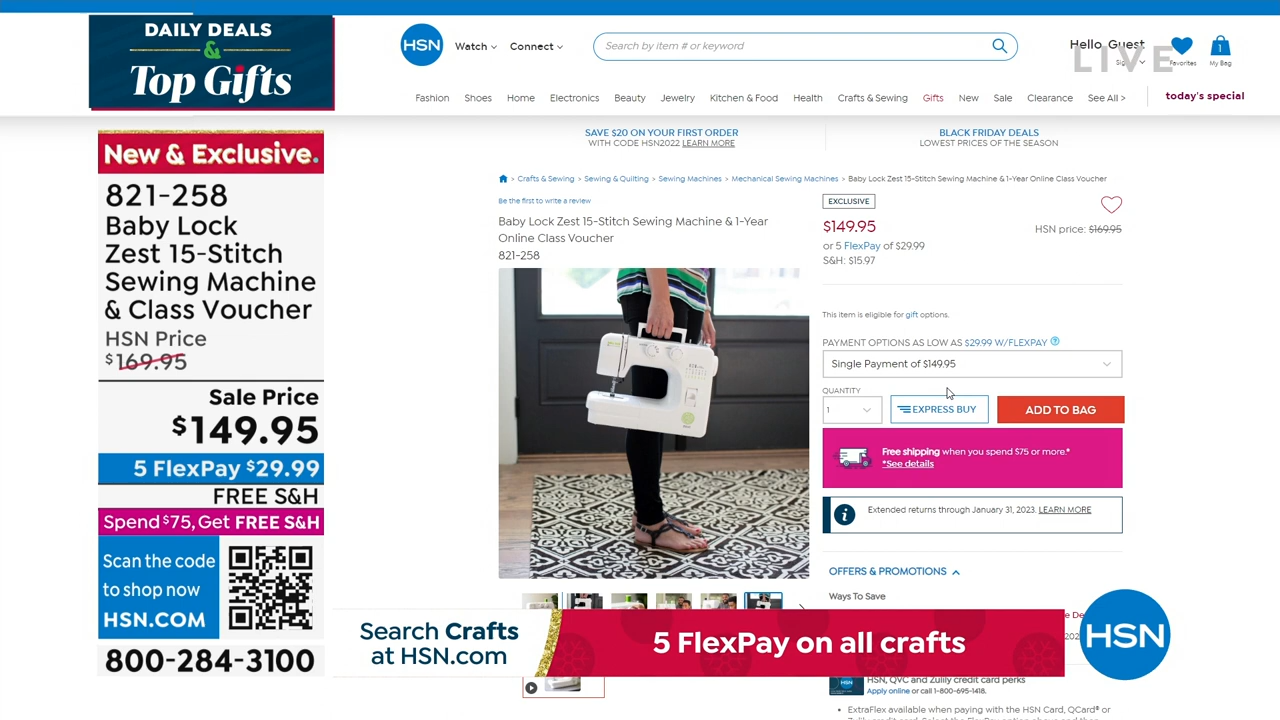 DAILY DEALS
&
Top Gifts
HSN
Watch
Connect
Search by item # or keyword
Hello, Guest
LIVE
Favorites
1
My Bag
Fashion Shoes Home Electronics Beauty Jewelry Kitchen & Food Health Crafts & Sewing Gifts New Sale Clearance See All >
today's special
New & Exclusive.
821-258
Baby Lock
Zest 15-Stitch
Sewing Machine
& Class Voucher
HSN Price
$169.95
Sale Price
$149.95
5 FlexPay $29.99
FREE S&H
Spend $75, Get FREE S&H
Scan the code
to shop now
HSN.COM
800-284-3100
SAVE $20 ON YOUR FIRST ORDER
WITH CODE HSN2022 LEARN MORE
BLACK FRIDAY DEALS
LOWEST PRICES OF THE SEASON
> Crafts & Sewing > Sewing & Quilting > Sewing Machines > Mechanical Sewing Machines > Baby Lock Zest 15-Stitch Sewing Machine & 1-Year Online Class Voucher
Be the first to write a review
Baby Lock Zest 15-Stitch Sewing Machine & 1-Year
Online Class Voucher
821-258
EXCLUSIVE
$149.95
HSN price: $169.95
or 5 FlexPay of $29.99
S&H: $15.97
This item is eligible for gift options.
PAYMENT OPTIONS AS LOW AS $29.99 W/FLEXPAY ?
Single Payment of $149.95
QUANTITY
1
EXPRESS BUY
ADD TO BAG
Free shipping when you spend $75 or more.*
*See details
Extended returns through January 31, 2023. LEARN MORE
OFFERS & PROMOTIONS
Ways To Save
Search Crafts
at HSN.com
5 FlexPay on all crafts
HSN
HSN, QVC and Zulily credit card perks
Apply online or call 1-800-695-1418.
• ExtraFlex available when paying with the HSN Card, QCard® or